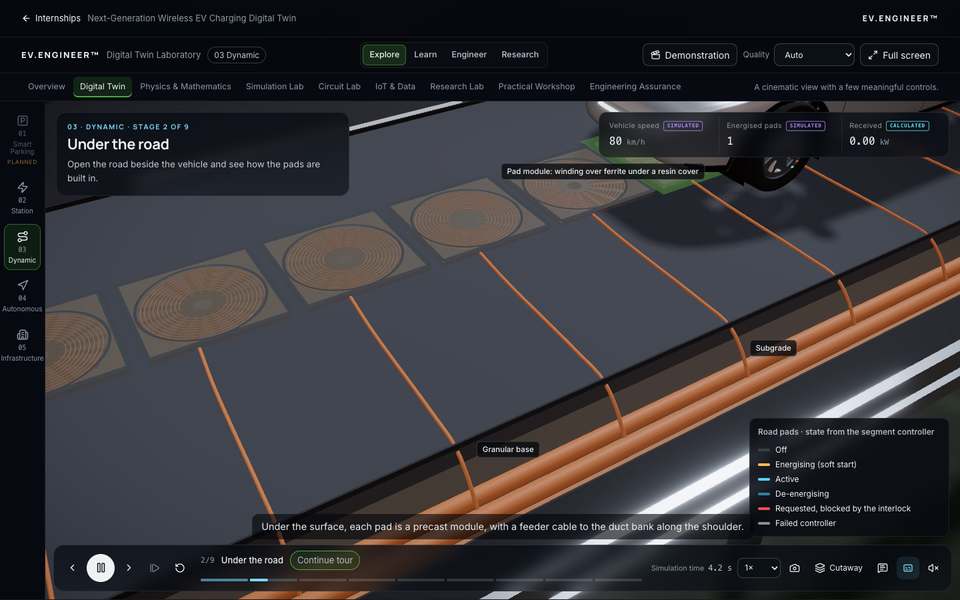 Internships
Next-Generation Wireless EV Charging Digital Twin
EV.ENGINEER™
EV.ENGINEER™
Digital Twin Laboratory
03 Dynamic
Explore
Learn
Engineer
Research
Demonstration
Quality
Auto
Full screen
Overview
Digital Twin
Physics & Mathematics
Simulation Lab
Circuit Lab
IoT & Data
Research Lab
Practical Workshop
Engineering Assurance
A cinematic view with a few meaningful controls.
01
Smart
Parking
PLANNED
02
Station
03
Dynamic
04
Autonomous
05
Infrastructure
03 · DYNAMIC · STAGE 2 OF 9
Under the road
Open the road beside the vehicle and see how the pads are
built in.
Vehicle speed SIMULATED
80 km/h
Energised pads SIMULATED
1
Received CALCULATED
0.00 kW
Pad module: winding over ferrite under a resin cover
Subgrade
Granular base
Road pads · state from the segment controller
Off
Energising (soft start)
Active
De-energising
Requested, blocked by the interlock
Failed controller
Under the surface, each pad is a precast module, with a feeder cable to the duct bank along the shoulder.
2/9 Under the road
Continue tour
Simulation time 4.2 s
1×
Cutaway